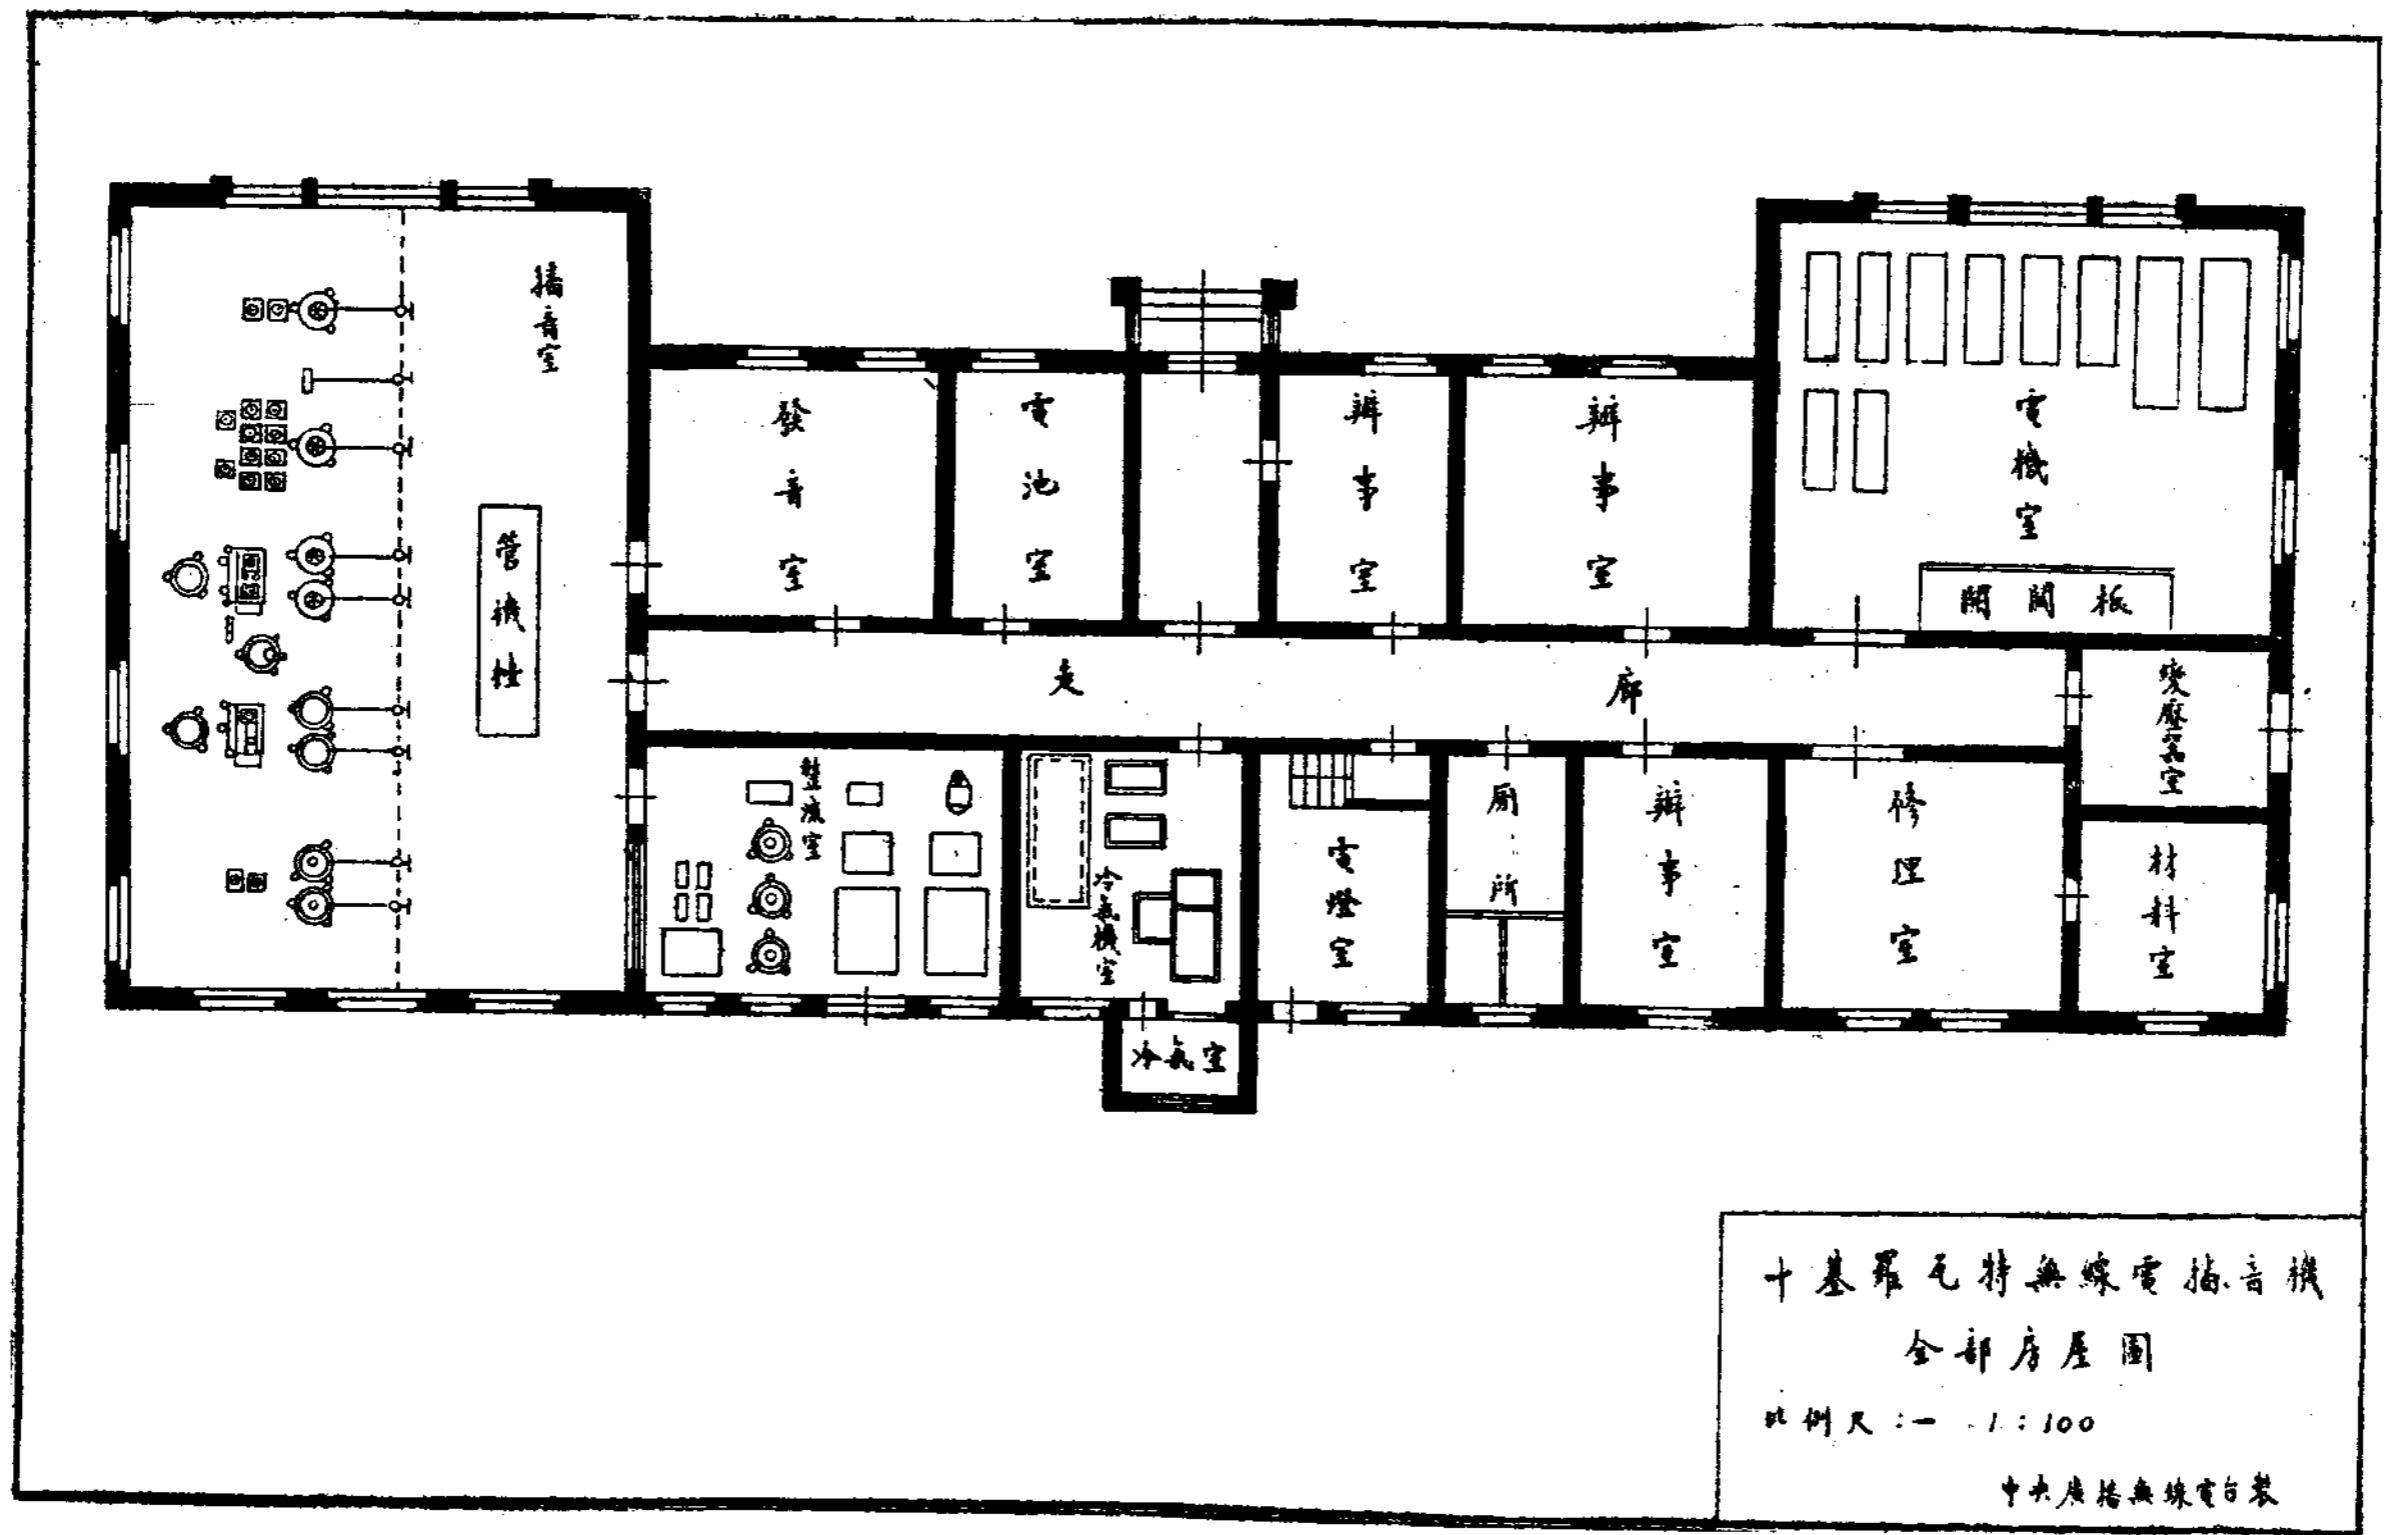 播音室
管機柱
發音室
電池室
辦事室
辦事室
電機室
開關板
走廊
變壓器室
整流室
冷氣機室
電燈室
厠所
辦事室
修理室
材料室
冷氣室
十基羅瓦特無線電播音機
全部房屋圖
比例尺:— 1:100
中央廣播無線電台製